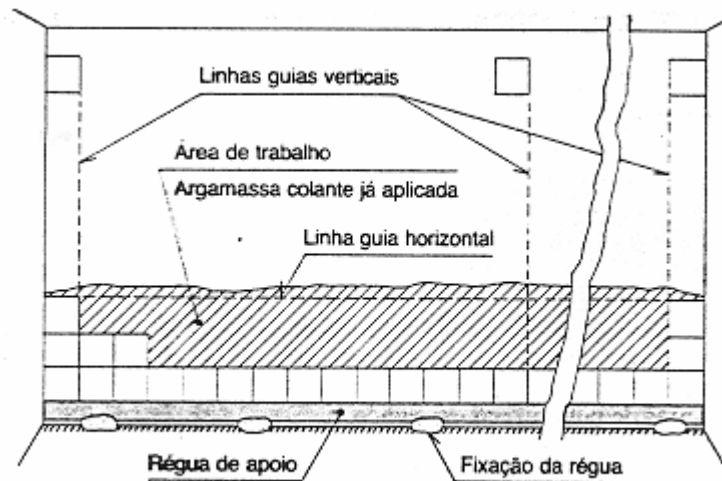 Linhas guias verticais
Área de trabalho
Argamassa colante já aplicada
Linha guia horizontal
Régua de apoio
Fixação da régua